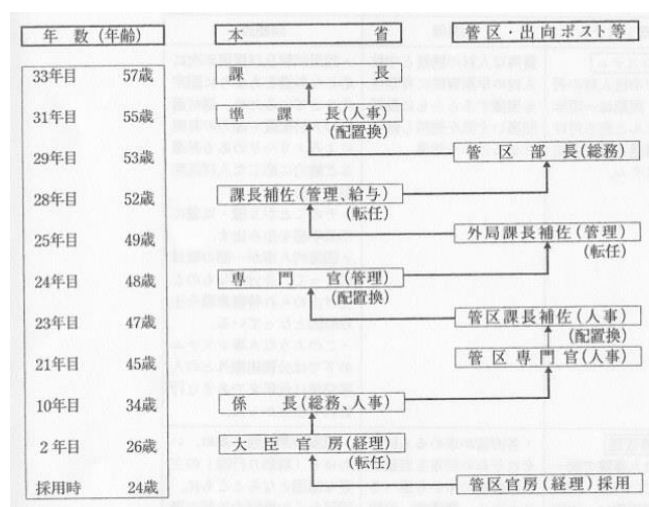 年数(年齢) 本省 管区・出向ポスト等
33年目 57歳 課長
31年目 55歳 準課長(人事)
(配置換)
29年目 53歳 管区部長(総務)
28年目 52歳 課長補佐(管理、給与)
(転任)
25年目 49歳 外局課長補佐(管理)
(転任)
24年目 48歳 専門官(管理)
(配置換)
23年目 47歳 管区課長補佐(人事)
(配置換)
21年目 45歳 管区専門官(人事)
10年目 34歳 係長(総務、人事)
2年目 26歳 大臣官房(経理)
(転任)
採用時 24歳 管区官房(経理)採用